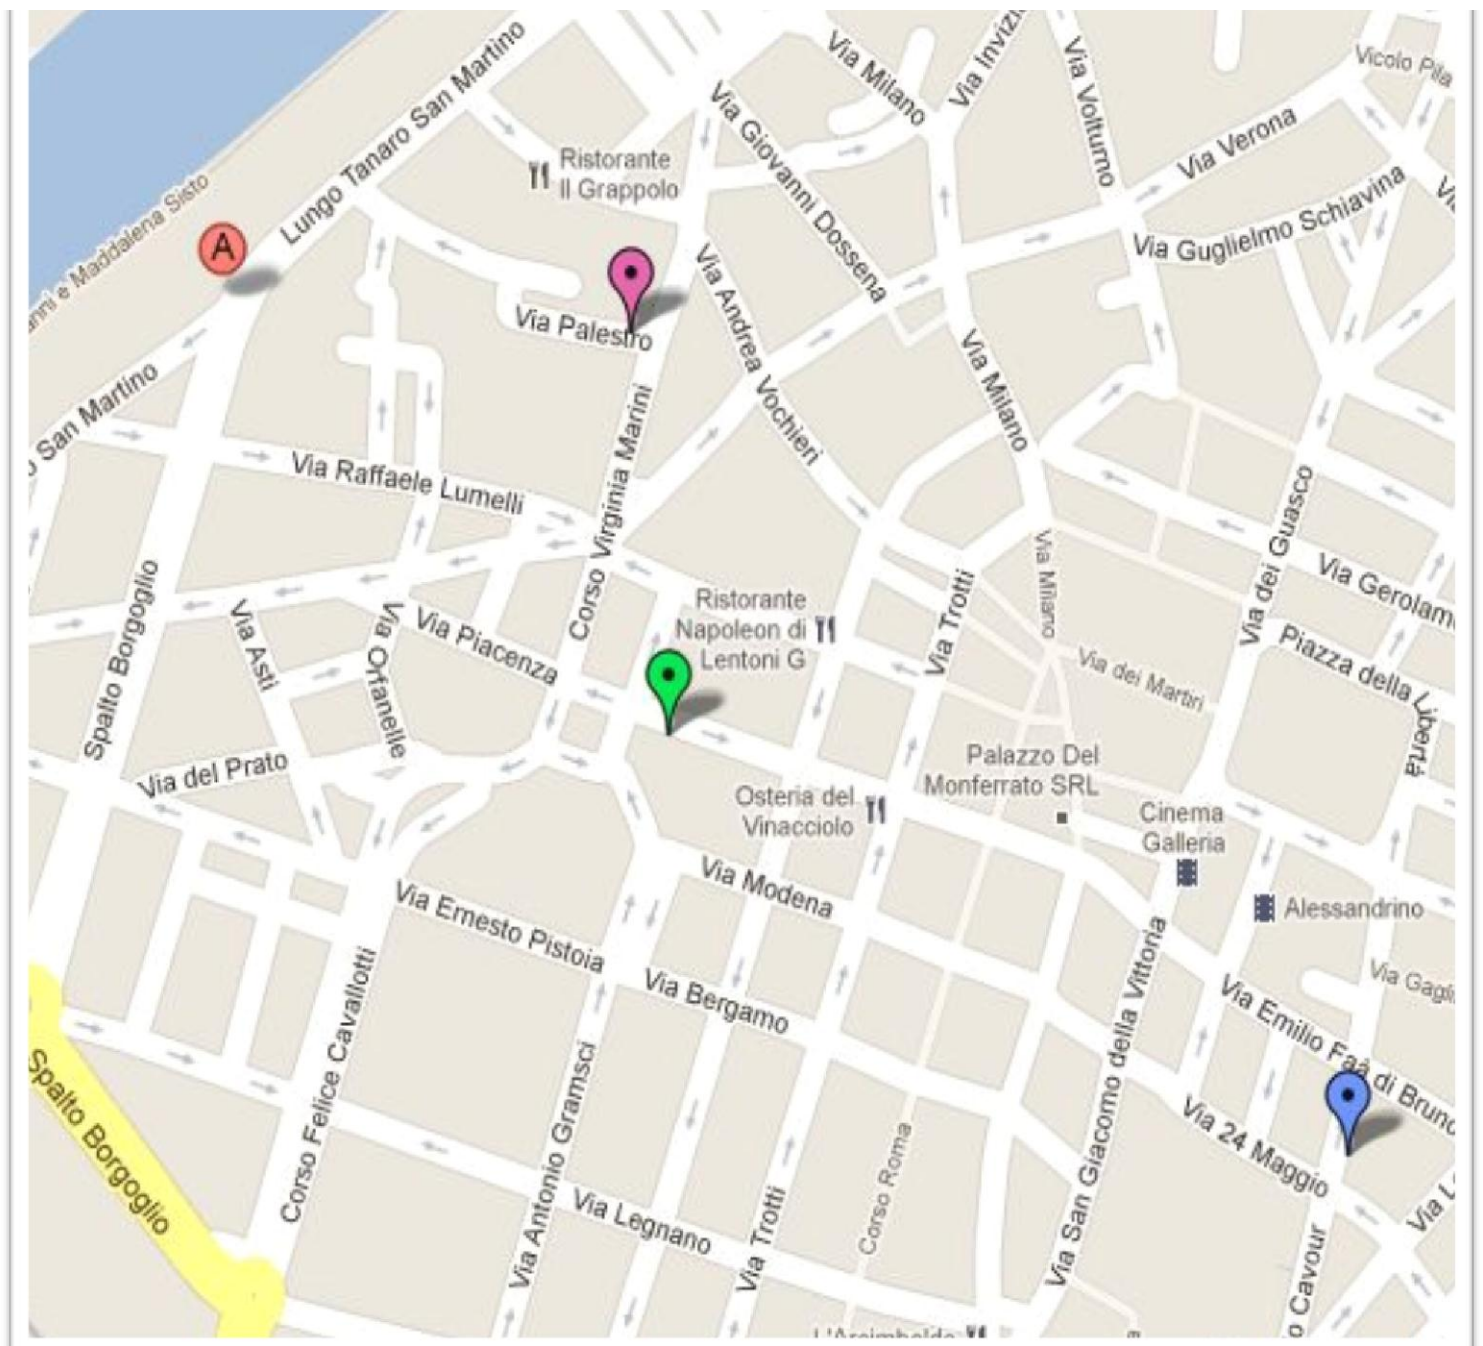 Lungo Tanaro San Martino
Via Milano
Via Volturno
Vicolo
Via Giovanni Dossena
Via Verona
Ristorante
Il Grappolo
e Maddalena Sisto
A
Via Guglielmo Schiavina
Via Andrea Vochieri
Via Palestro
Via Milano
San Martino
Corso Virginia Marini
Via Raffaele Lumelli
Via dei Guasco
Via Milano
Via
Spalto Borgoglio
Via Trotti
Via Asti
Via Orfanelle
Via Piacenza
Ristorante
Napoleon di
Lentoni G
Piazza della Libertà
Via dei Martiri
Via del Prato
Palazzo Del
Monferrato SRL
Osteria del
Vinacciolo
Cinema
Galleria
Via Modena
Alessandrino
Via Ernesto Pistoia
Via Bergamo
Via
Via Emilio Faà di Bruno
Corso Felice Cavallotti
Via San Giacomo della Vittoria
Spalto Borgoglio
Via Antonio Gramsci
Via 24 Maggio
Corso Roma
Via Legnano
Via Trotti
Via
Cavour